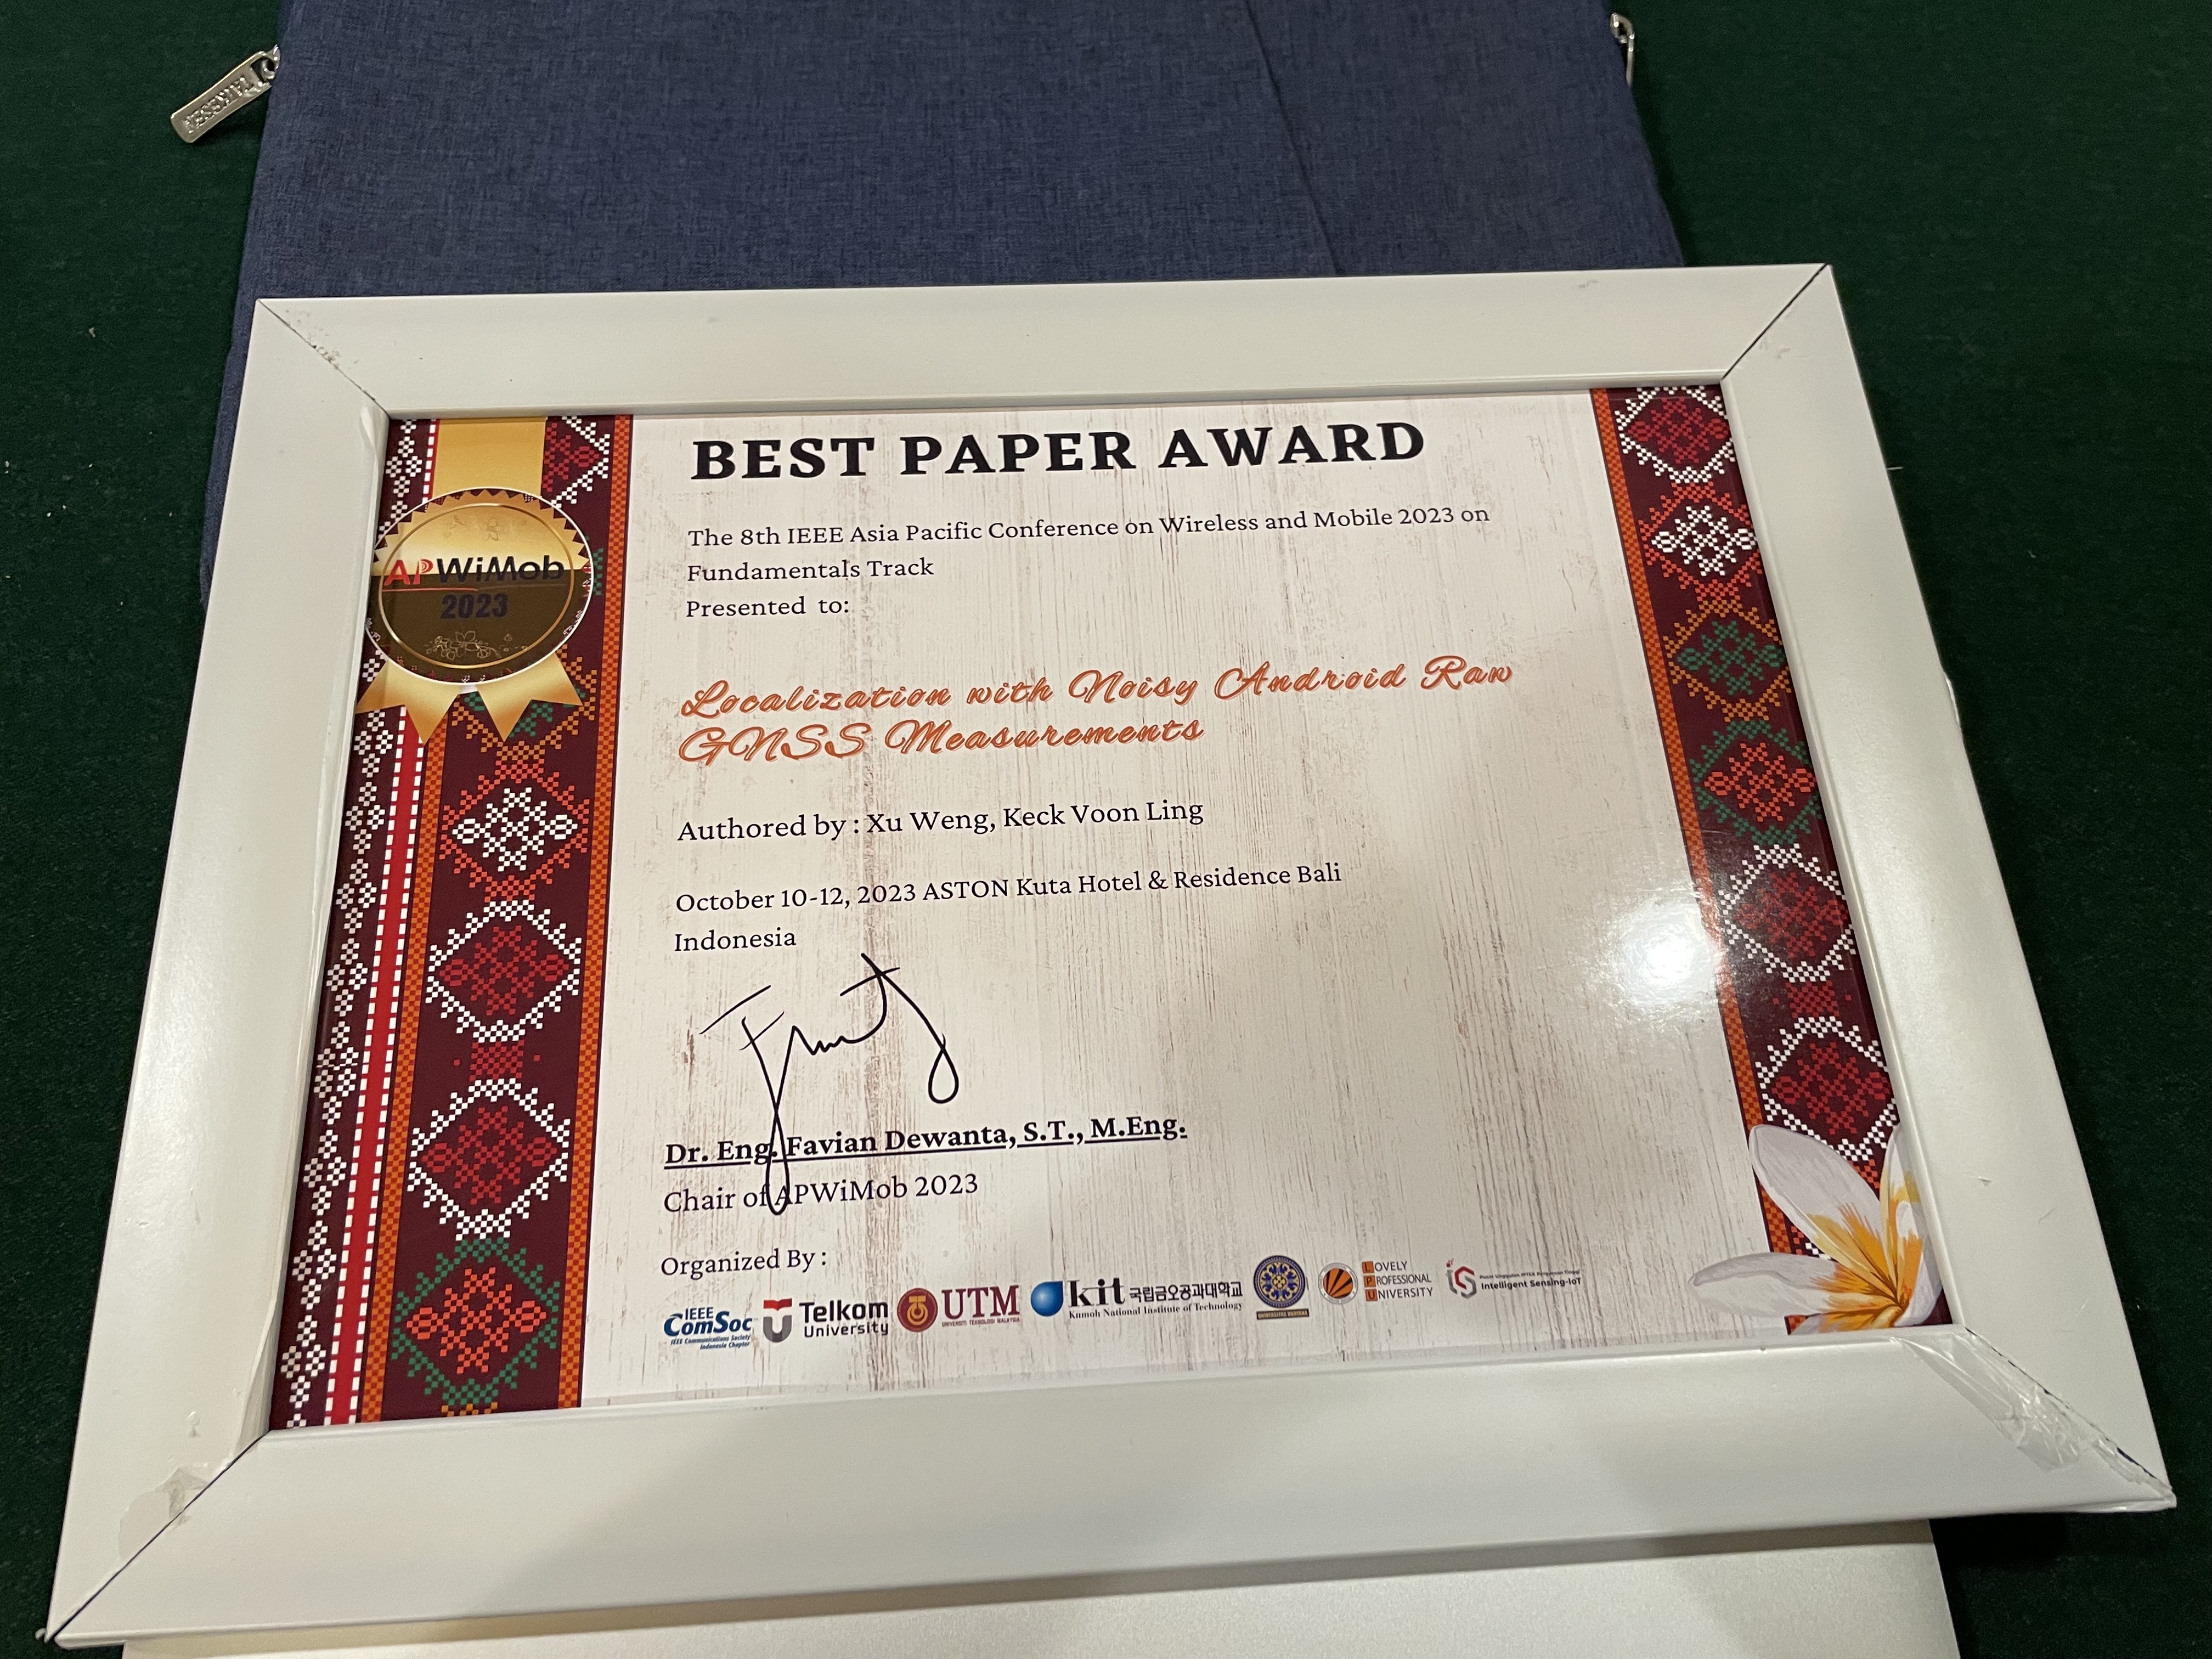 TAIKESEN
APWiMob
2023
BEST PAPER AWARD
The 8th IEEE Asia Pacific Conference on Wireless and Mobile 2023 on
Fundamentals Track
Presented to:
Localization with Noisy Android Raw
GNSS Measurements
Authored by : Xu Weng, Keck Voon Ling
October 10-12, 2023 ASTON Kuta Hotel & Residence Bali
Indonesia
Dr. Eng. Favian Dewanta, S.T., M.Eng.
Chair of APWiMob 2023
Organized By :
IEEE
ComSoc
IEEE Communications Society
Indonesia Chapter
Telkom
University
UTM
UNIVERSITI TEKNOLOGI MALAYSIA
kit 국립금오공과대학교
Kumoh National Institute of Technology
UNIVERSITAS UDAYANA
LOVELY
PROFESSIONAL
UNIVERSITY
Intelligent Sensing-IoT